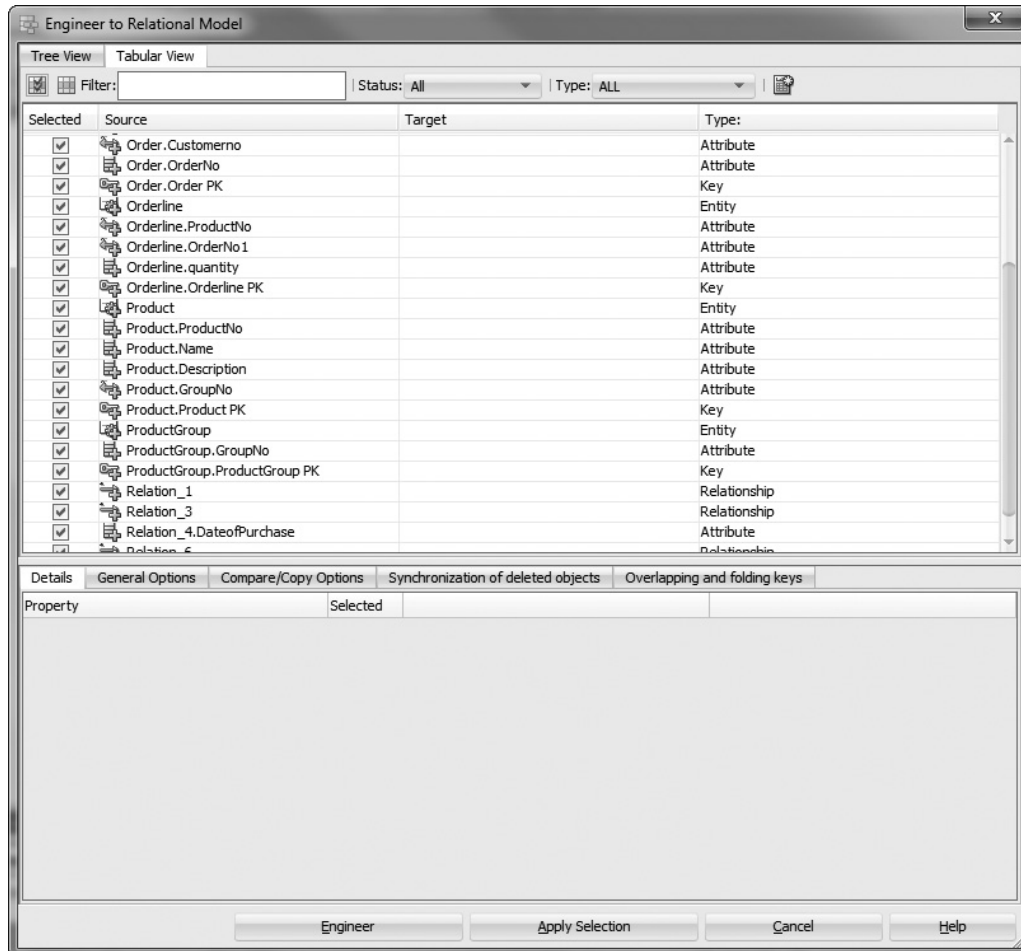 Engineer to Relational Model
Tree View Tabular View
Filter: Status: All Type: ALL
Selected Source Target Type:
Order.Customerno Attribute
Order.OrderNo Attribute
Order.Order PK Key
Orderline Entity
Orderline.ProductNo Attribute
Orderline.OrderNo1 Attribute
Orderline.quantity Attribute
Orderline.Orderline PK Key
Product Entity
Product.ProductNo Attribute
Product.Name Attribute
Product.Description Attribute
Product.GroupNo Attribute
Product.Product PK Key
ProductGroup Entity
ProductGroup.GroupNo Attribute
ProductGroup.ProductGroup PK Key
Relation_1 Relationship
Relation_3 Relationship
Relation_4.DateofPurchase Attribute
Relation_6 Relationship
Details General Options Compare/Copy Options Synchronization of deleted objects Overlapping and folding keys
Property Selected
Engineer Apply Selection Cancel Help